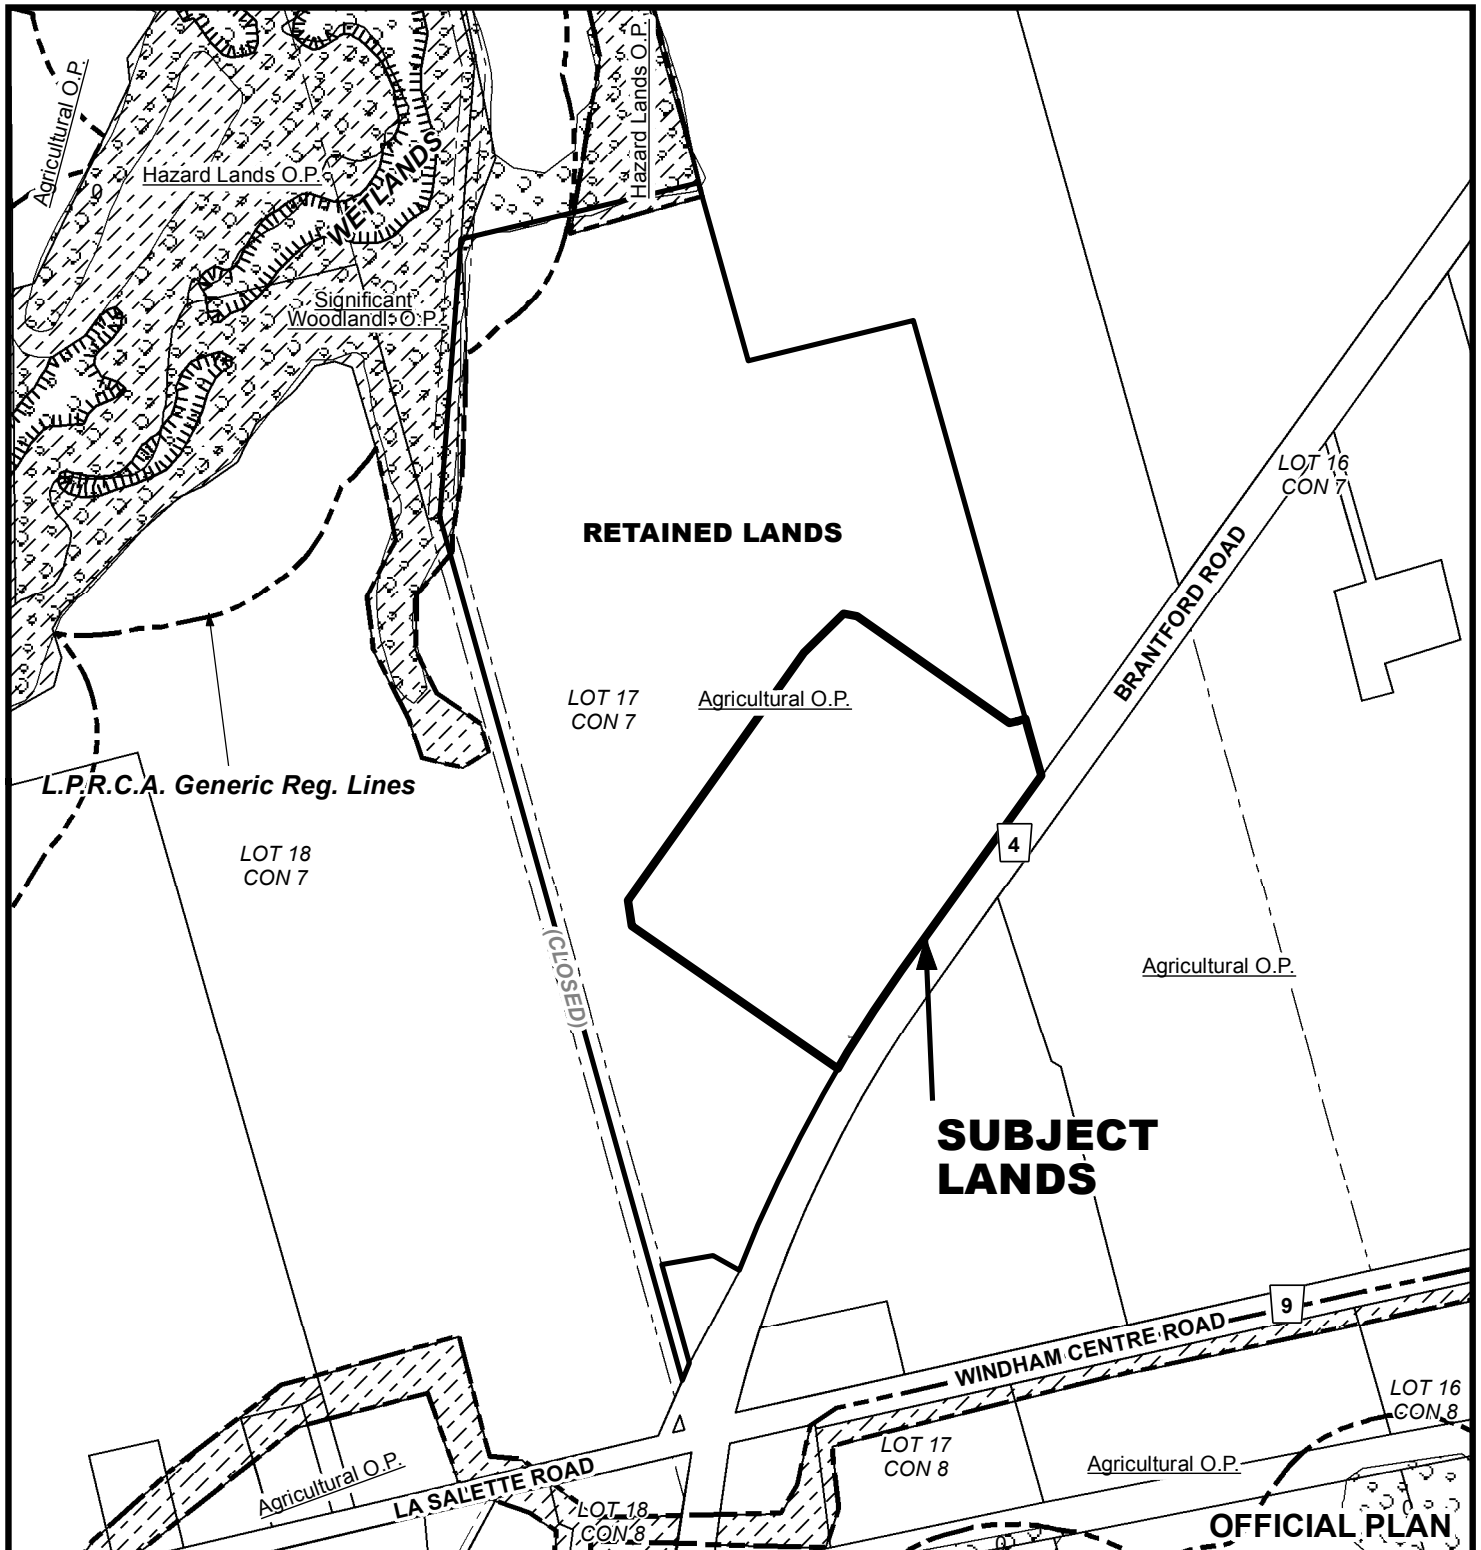 Agricultural O.P.
Hazard Lands O.P.
Hazard Lands O.P.
WETLANDS
Significant
Woodlands O.P.
LOT 16
CON 7
RETAINED LANDS
BRANTFORD ROAD
LOT 17
CON 7
Agricultural O.P.
L.P.R.C.A. Generic Reg. Lines
4
LOT 18
CON 7
(CLOSED)
Agricultural O.P.
SUBJECT
LANDS
9
WINDHAM CENTRE ROAD
LOT 16
CON 8
LOT 17
CON 8
Agricultural O.P.
Agricultural O.P.
LA SALETTE ROAD
LOT 18
CON 8
OFFICIAL PLAN